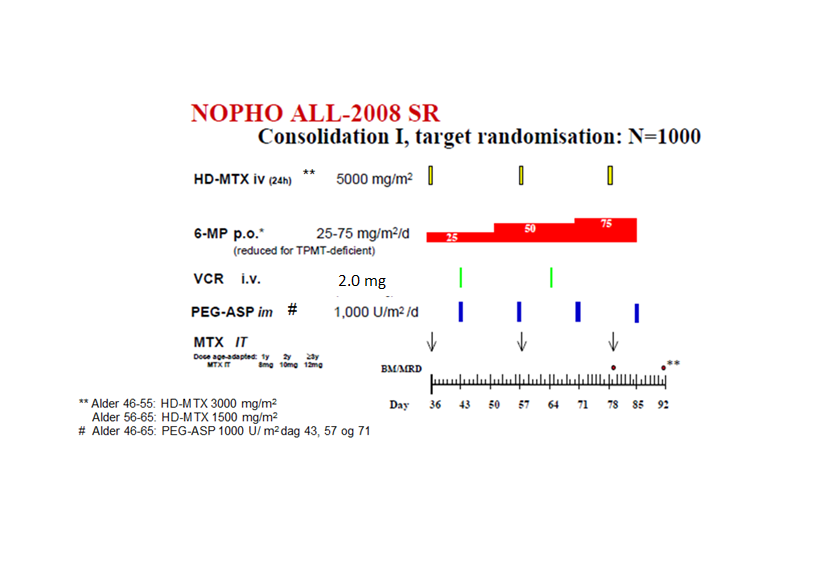 NOPHO ALL-2008 SR
Consolidation I, target randomisation: N=1000
HD-MTX iv (24h) ** 5000 mg/m²
6-MP p.o.* 25-75 mg/m²/d
25 50 75
(reduced for TPMT-deficient)
VCR i.v. 2.0 mg
PEG-ASP im # 1,000 U/m²/d
MTX IT
Dose age-adapted: 1y 2y ≥3y
MTX IT 8mg 10mg 12mg
BM/MRD **
Day 36 43 50 57 64 71 78 85 92
** Alder 46-55: HD-MTX 3000 mg/m²
Alder 56-65: HD-MTX 1500 mg/m²
# Alder 46-65: PEG-ASP 1000 U/ m² dag 43, 57 og 71